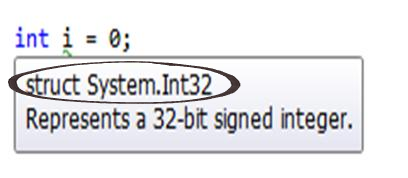 int i = 0;
struct System.Int32
Represents a 32-bit signed integer.